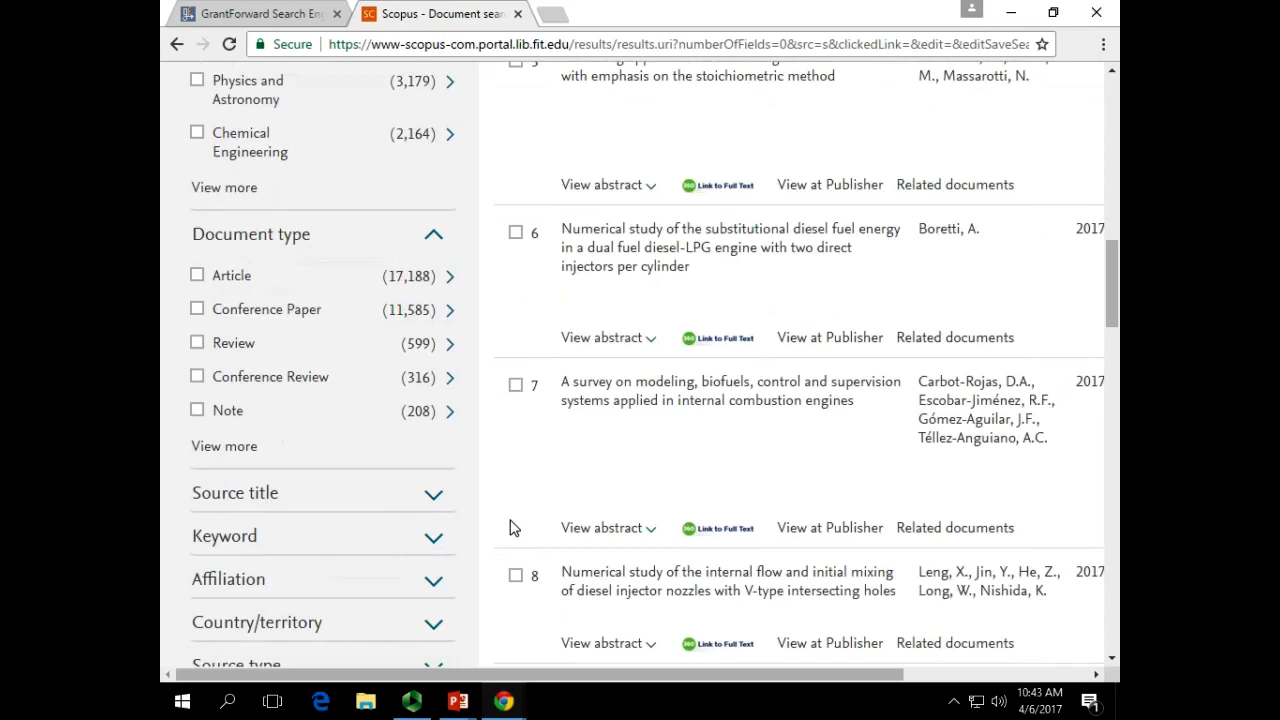 GrantForward Search En
Scopus - Document sear
Secure https://www-scopus-com.portal.lib.fit.edu/results/results.uri?numberOfFields=0&src=s&clickedLink=&edit=&editSaveSea
Physics and Astronomy (3,179)
Chemical Engineering (2,164)
View more
Document type
Article (17,188)
Conference Paper (11,585)
Review (599)
Conference Review (316)
Note (208)
View more
Source title
Keyword
Affiliation
Country/territory
Source type
with emphasis on the stoichiometric method
M., Massarotti, N.
View abstract 360 Link to Full Text View at Publisher Related documents
6 Numerical study of the substitutional diesel fuel energy
in a dual fuel diesel-LPG engine with two direct
injectors per cylinder
Boretti, A.
2017
View abstract 360 Link to Full Text View at Publisher Related documents
7 A survey on modeling, biofuels, control and supervision
systems applied in internal combustion engines
Carbot-Rojas, D.A.,
Escobar-Jiménez, R.F.,
Gómez-Aguilar, J.F.,
Téllez-Anguiano, A.C.
2017
View abstract 360 Link to Full Text View at Publisher Related documents
8 Numerical study of the internal flow and initial mixing
of diesel injector nozzles with V-type intersecting holes
Leng, X., Jin, Y., He, Z.,
Long, W., Nishida, K.
2017
View abstract 360 Link to Full Text View at Publisher Related documents
10:43 AM
4/6/2017